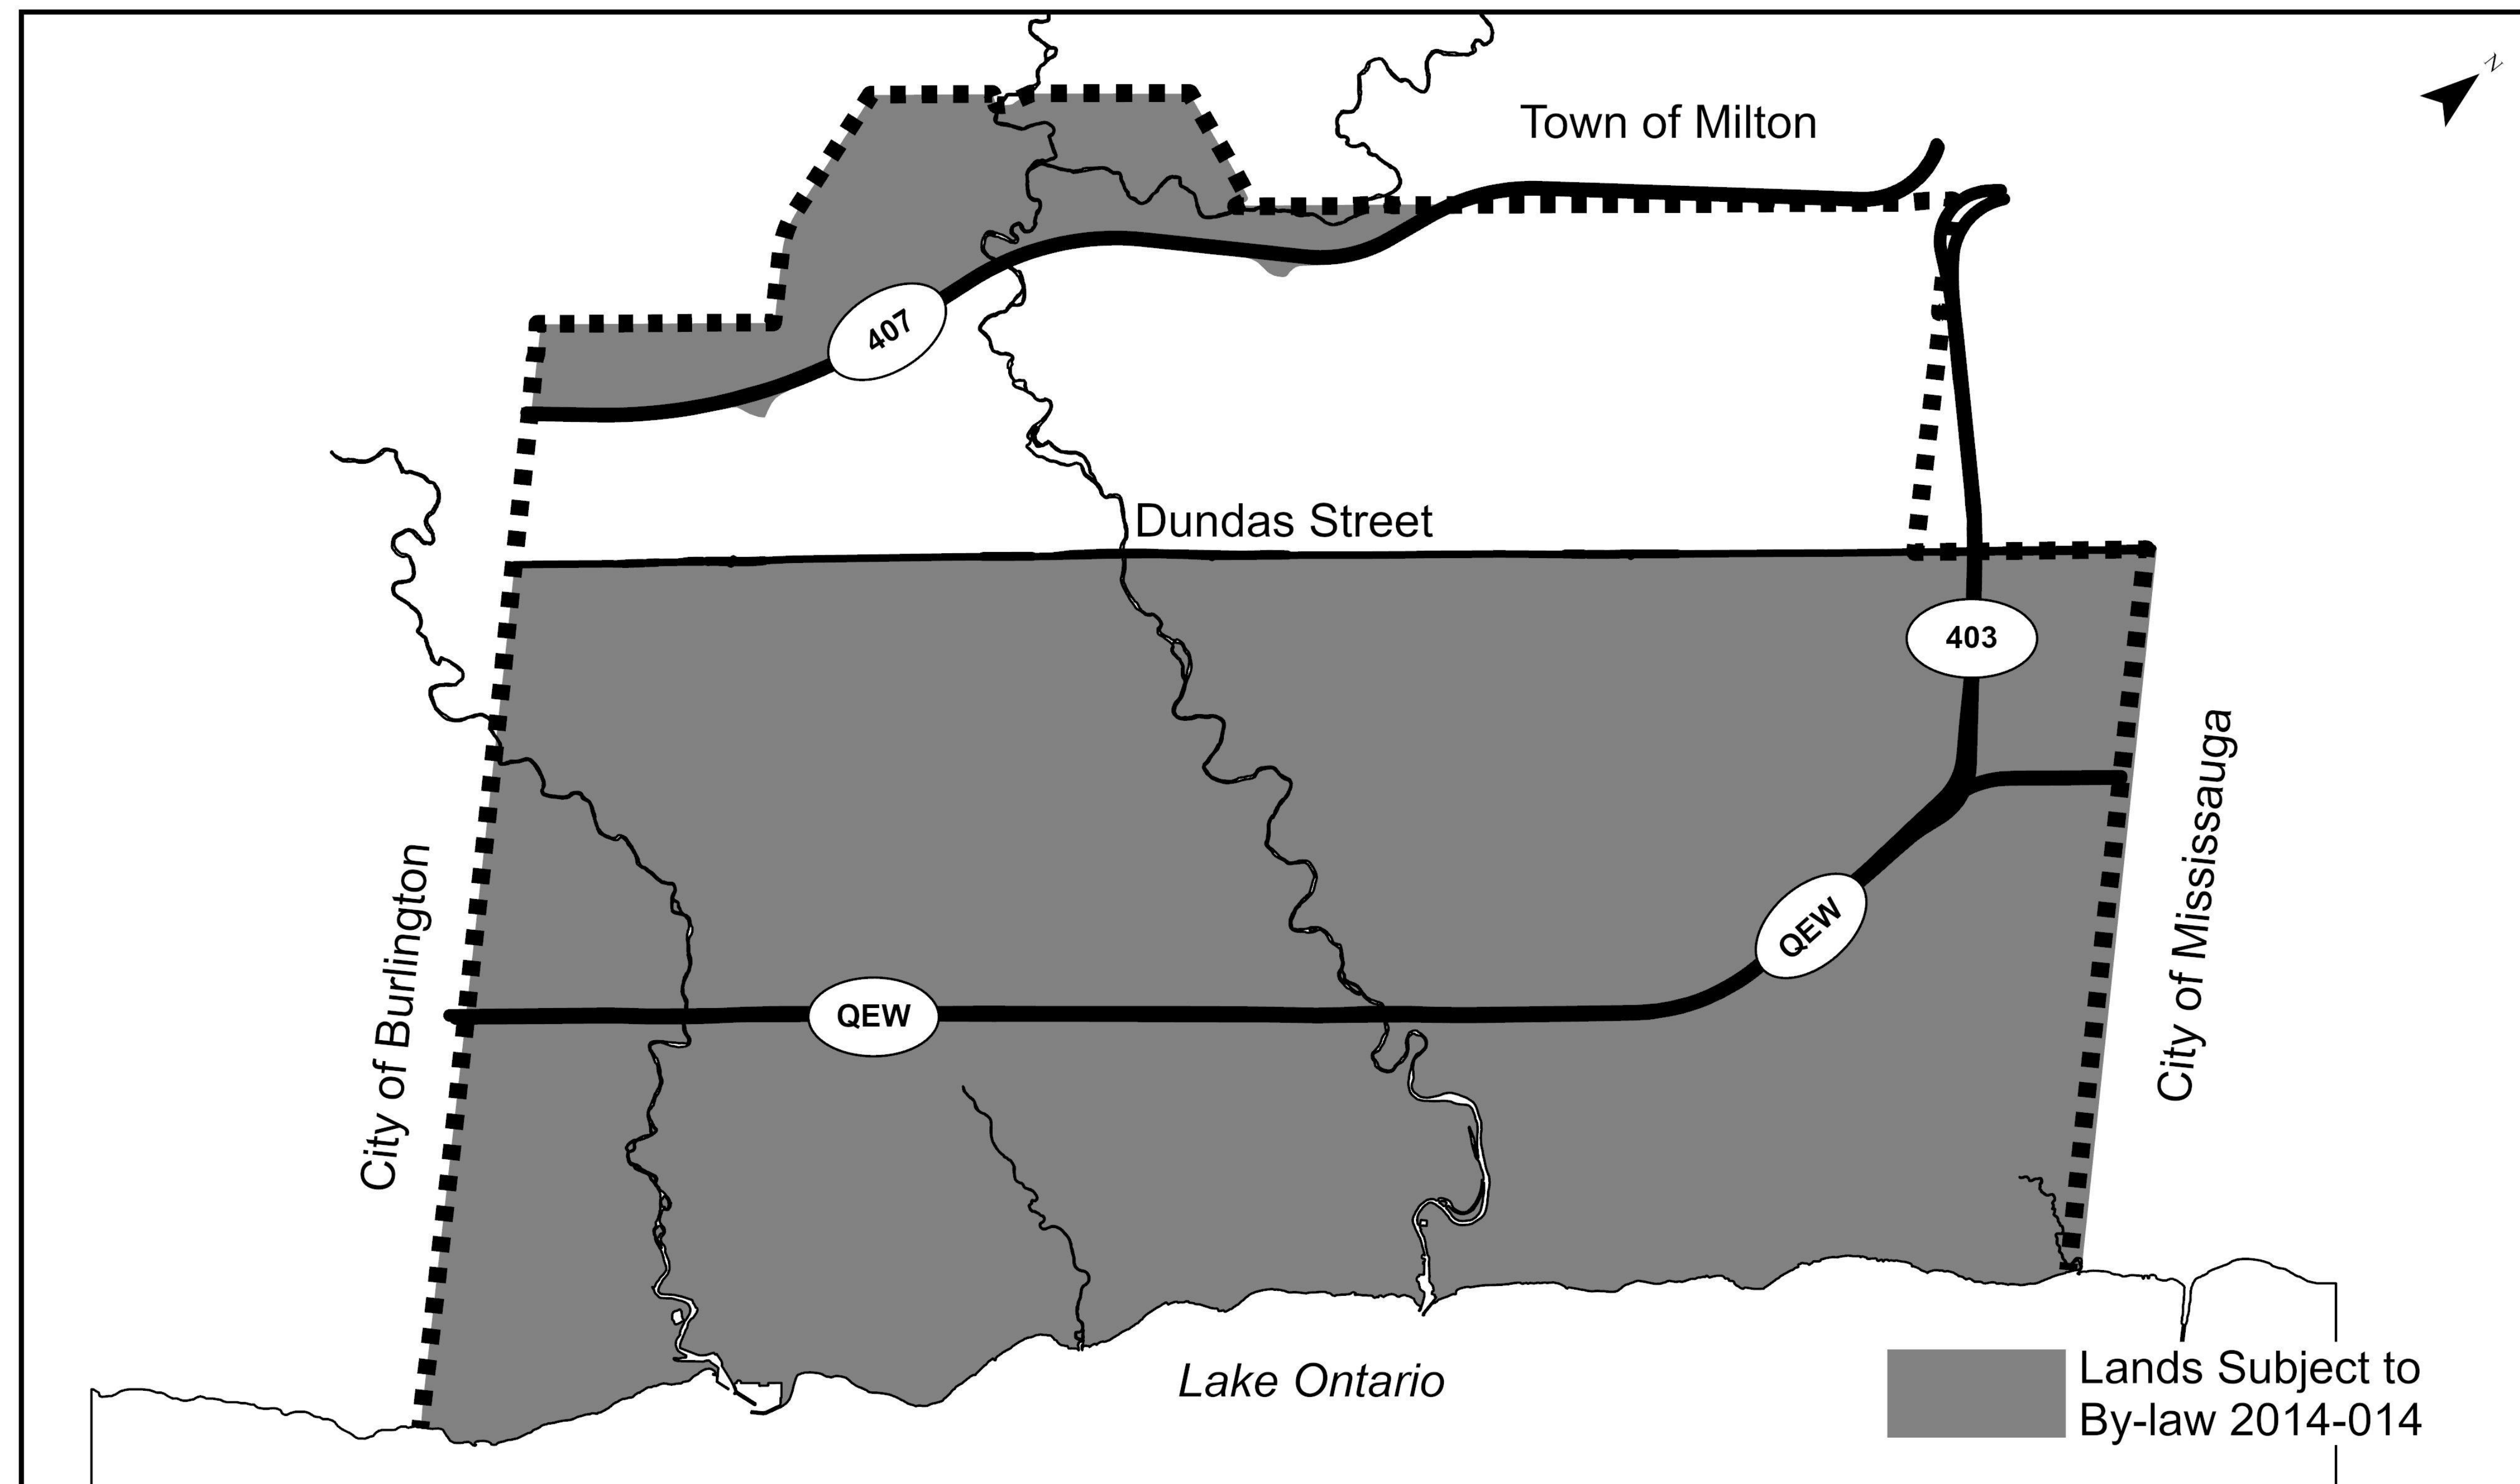 N
Town of Milton
407
Dundas Street
403
City of Mississauga
City of Burlington
QEW
QEW
Lake Ontario
Lands Subject to
By-law 2014-014